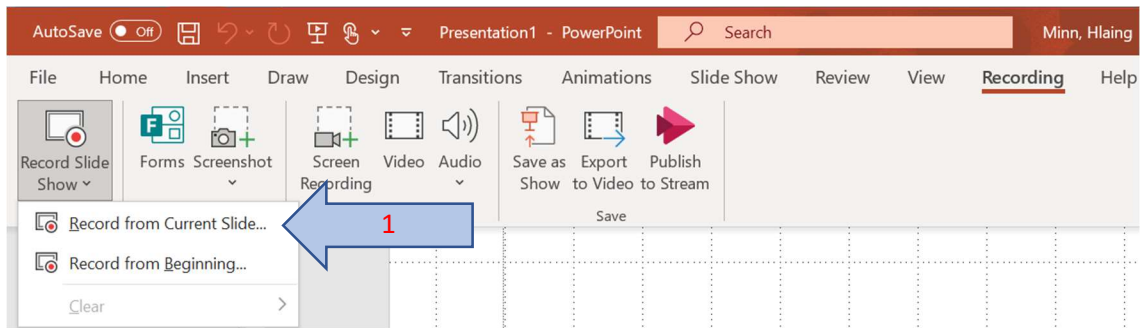 AutoSave Off Presentation1 - PowerPoint Search Minn, Hlaing
File Home Insert Draw Design Transitions Animations Slide Show Review View Recording Help
Record Slide Show
Forms Screenshot
Screen Recording
Video Audio
Save as Show
Export to Video
Publish to Stream
Save
Record from Current Slide...
1
Record from Beginning...
Clear